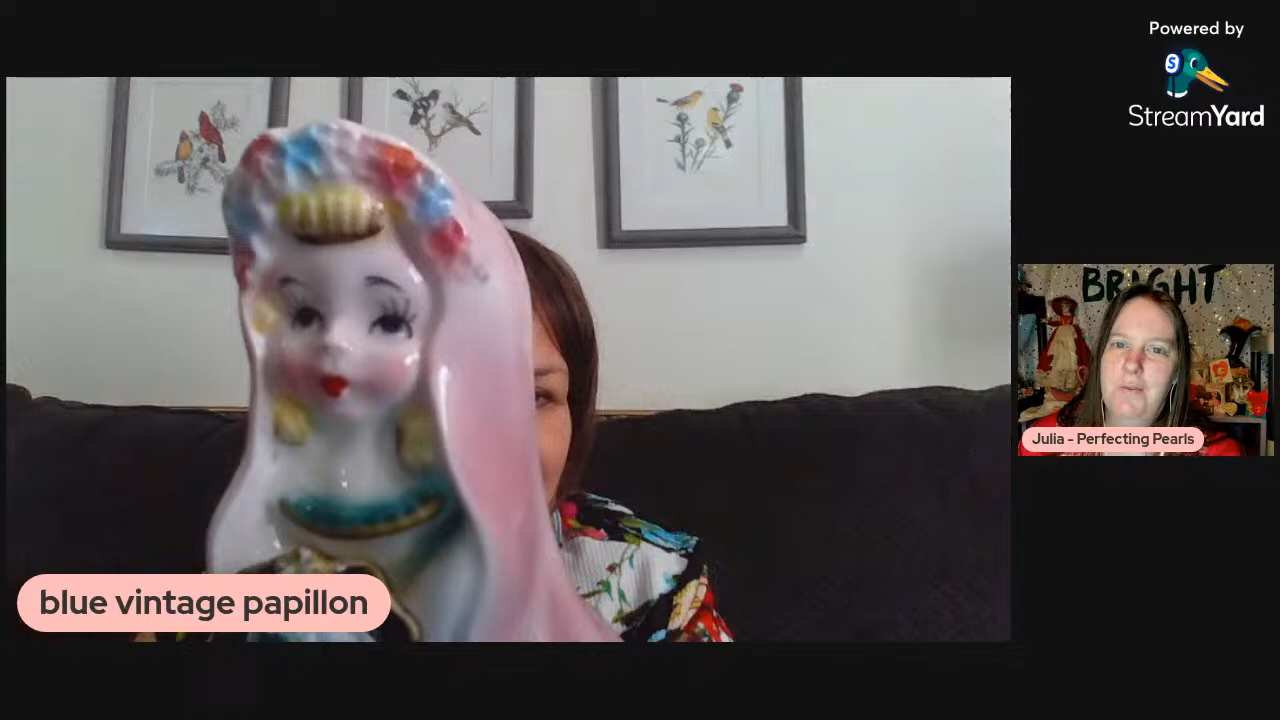 Powered by
StreamYard
BRIGHT
Julia - Perfecting Pearls
blue vintage papillon